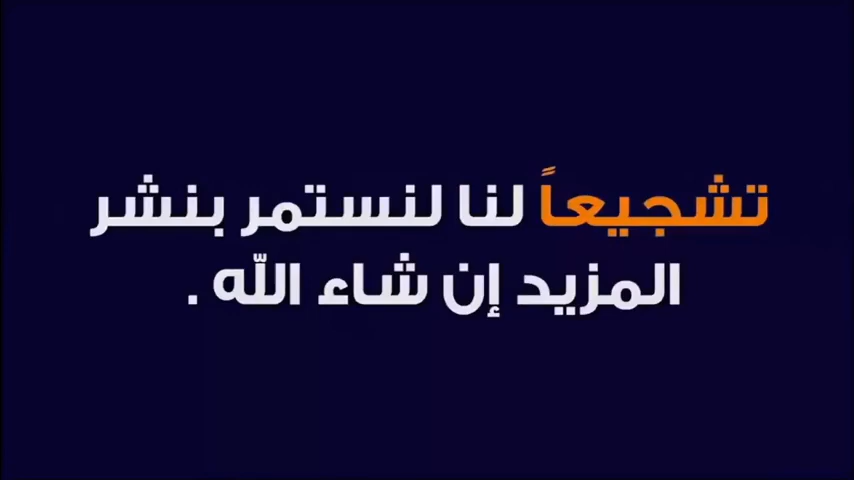 تشجيعاً لنا لنستمر بنشر
المزيد إن شاء الله .